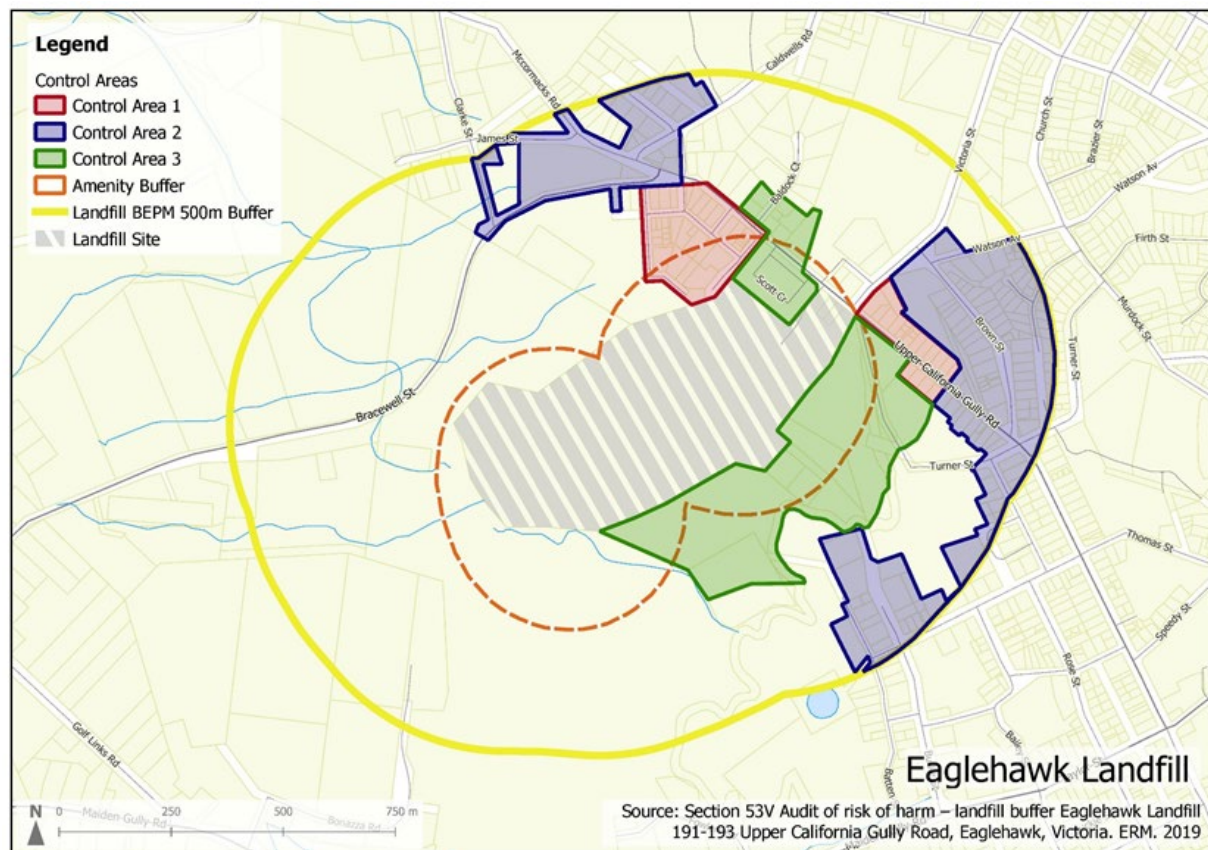 Legend
Control Areas
Control Area 1
Control Area 2
Control Area 3
Amenity Buffer
Landfill BEPM 500m Buffer
Landfill Site
Mccormacks Rd
Caldwells Rd
Clarke St
James St
Victoria St
Church St
Brazier St
Watson Av
Baldock Ct
Watson Av
Firth St
Scott Cr
Murdock St
Brown St
Turner St
Upper California Gully Rd
Bracewell St
Turner St
Thomas St
Speedy St
Rose St
Golf Links Rd
Eaglehawk Landfill
Batten
N
0 250 500 750 m
Maiden Gully Rd
Bonazza Rd
Source: Section 53V Audit of risk of harm – landfill buffer Eaglehawk Landfill
191-193 Upper California Gully Road, Eaglehawk, Victoria. ERM. 2019